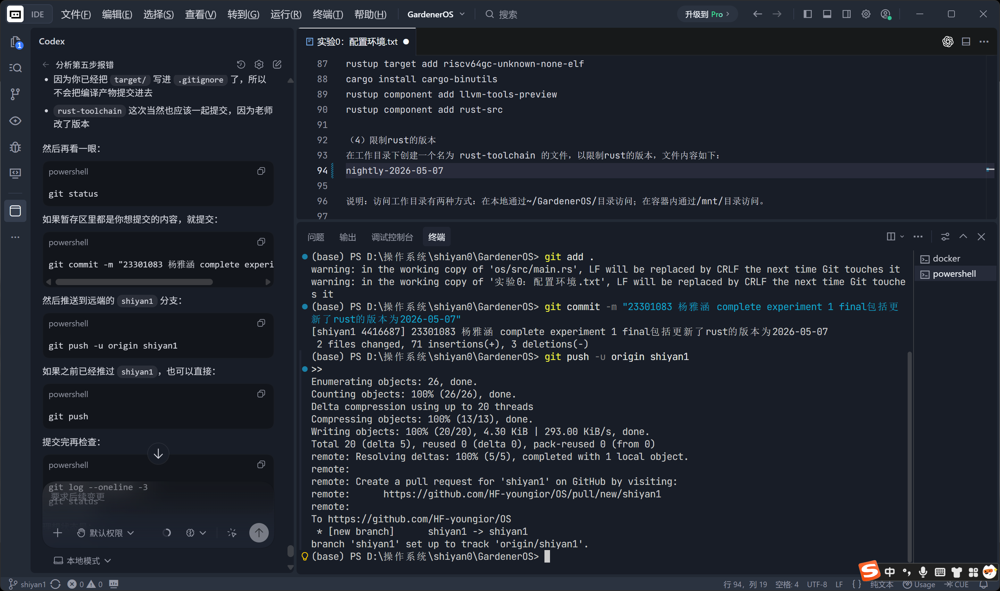 IDE 文件(F) 编辑(E) 选择(S) 查看(V) 转到(G) 运行(R) 终端(T) 帮助(H) GardenerOS 搜索 升级到 Pro
1
Codex
分析第五步报错
因为你已经把 target/ 写进 .gitignore 了，所以
不会把编译产物提交进去
rust-toolchain 这次当然也应该一起提交，因为老师
改了版本
然后再看一眼：
powershell
git status
如果暂存区里都是你想提交的内容，就提交：
powershell
git commit -m "23301083 杨雅涵 complete experi
然后推送到远端的 shiyan1 分支：
powershell
git push -u origin shiyan1
如果之前已经推过 shiyan1，也可以直接：
powershell
git push
提交完再检查：
powershell
git log --oneline -3
要求后续变更
git status
默认权限
本地模式
实验0：配置环境.txt
87 rustup target add riscv64gc-unknown-none-elf
88 cargo install cargo-binutils
89 rustup component add llvm-tools-preview
90 rustup component add rust-src
91
92 （4）限制rust的版本
93 在工作目录下创建一个名为 rust-toolchain 的文件，以限制rust的版本，文件内容如下：
94 nightly-2026-05-07
95
96 说明：访问工作目录有两种方式：在本地通过~/GardenerOS/目录访问；在容器内通过/mnt/目录访问。
97
问题 输出 调试控制台 终端
(base) PS D:\操作系统\shiyan0\GardenerOS> git add .
warning: in the working copy of 'os/src/main.rs', LF will be replaced by CRLF the next time Git touches it
warning: in the working copy of '实验0：配置环境.txt', LF will be replaced by CRLF the next time Git touche
s it
(base) PS D:\操作系统\shiyan0\GardenerOS> git commit -m "23301083 杨雅涵 complete experiment 1 final包括更
新了rust的版本为2026-05-07"
[shiyan1 4416687] 23301083 杨雅涵 complete experiment 1 final包括更新了rust的版本为2026-05-07
2 files changed, 71 insertions(+), 3 deletions(-)
(base) PS D:\操作系统\shiyan0\GardenerOS> git push -u origin shiyan1
>>
Enumerating objects: 26, done.
Counting objects: 100% (26/26), done.
Delta compression using up to 20 threads
Compressing objects: 100% (13/13), done.
Writing objects: 100% (20/20), 4.30 KiB | 293.00 KiB/s, done.
Total 20 (delta 5), reused 0 (delta 0), pack-reused 0 (from 0)
remote: Resolving deltas: 100% (5/5), completed with 1 local object.
remote:
remote: Create a pull request for 'shiyan1' on GitHub by visiting:
remote:      https://github.com/HF-youngior/OS/pull/new/shiyan1
remote:
To https://github.com/HF-youngior/OS
* [new branch]      shiyan1 -> shiyan1
branch 'shiyan1' set up to track 'origin/shiyan1'.
(base) PS D:\操作系统\shiyan0\GardenerOS>
docker
powershell
中
shiyan1 0 0 行 94，列 19 空格: 4 UTF-8 LF {} 纯文本 Usage CUE